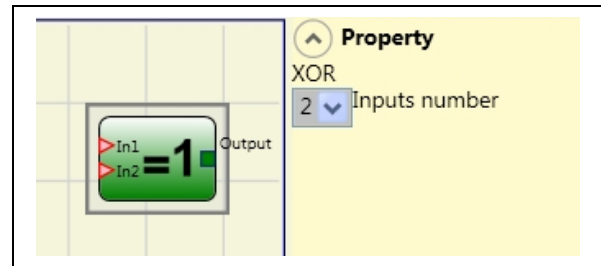 Property
XOR
2 Inputs number
In1
In2
=1
Output